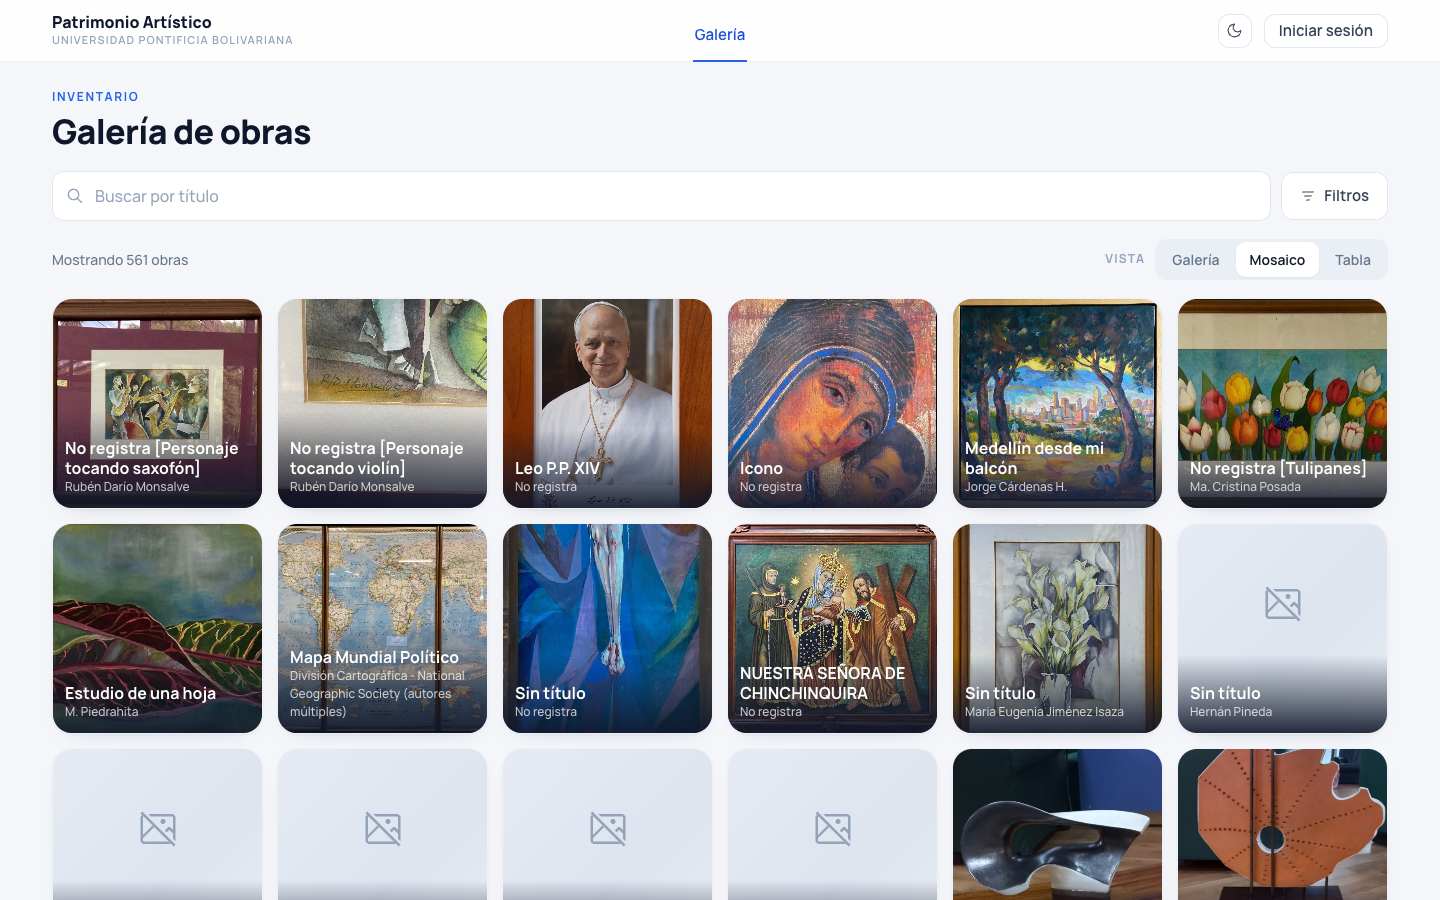 Patrimonio Artístico
UNIVERSIDAD PONTIFICIA BOLIVARIANA
Galería
Iniciar sesión
INVENTARIO
Galería de obras
Buscar por título
Filtros
Mostrando 561 obras
VISTA
Galería
Mosaico
Tabla
No registra [Personaje
tocando saxofón]
Rubén Darío Monsalve
No registra [Personaje
tocando violín]
Rubén Darío Monsalve
Leo P.P. XIV
No registra
Icono
No registra
Medellín desde mi
balcón
Jorge Cárdenas H.
No registra [Tulipanes]
Ma. Cristina Posada
Estudio de una hoja
M. Piedrahita
Mapa Mundial Político
División Cartográfica - National
Geographic Society (autores
múltiples)
Sin título
No registra
NUESTRA SEÑORA DE
CHINCHINQUIRA
No registra
Sin título
Maria Eugenia Jiménez Isaza
Sin título
Hernán Pineda